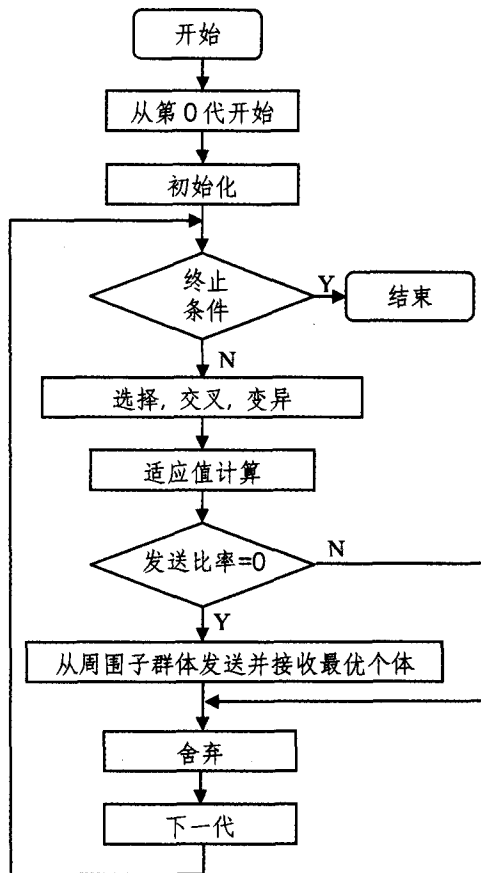 开始
从第0代开始
初始化
终止
条件
Y
结束
N
选择, 交叉, 变异
适应值计算
发送比率=0
N
Y
从周围子群体发送并接收最优个体
舍弃
下一代